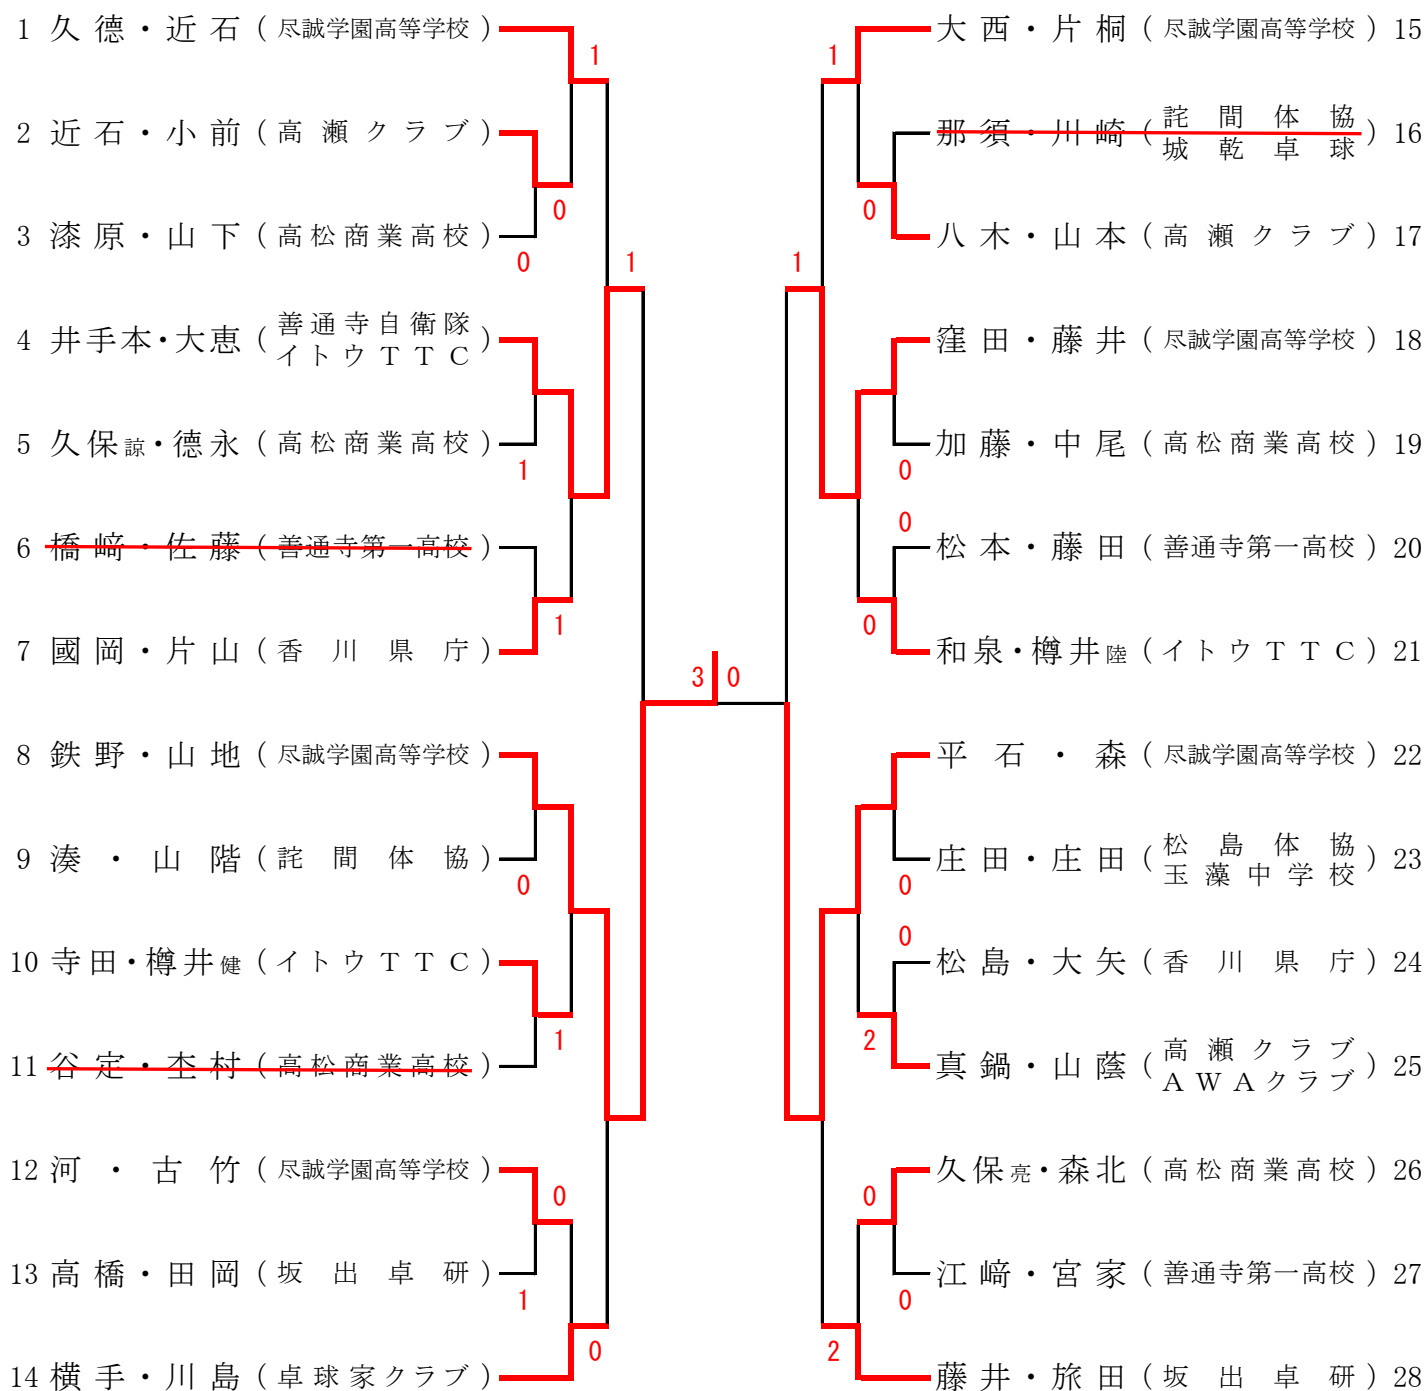 1 久德・近石 (尽誠学園高等学校)
1
2 近石・小前 (高瀬クラブ)
0
3 漆原・山下 (高松商業高校)
0
1
4 井手本・大恵 (善通寺自衛隊
イトウTTC)
5 久保諒・德永 (高松商業高校)
1
6 橋﨑・佐藤 (善通寺第一高校)
1
7 國岡・片山 (香川県庁)
3 0
8 鉄野・山地 (尽誠学園高等学校)
9 湊・山階 (詫間体協)
0
10 寺田・樽井健 (イトウTTC)
1
11 谷定・杢村 (高松商業高校)
12 河・古竹 (尽誠学園高等学校)
0
13 高橋・田岡 (坂出卓研)
1
0
14 横手・川島 (卓球家クラブ)
大西・片桐 (尽誠学園高等学校) 15
1
那須・川崎 (詫間体協
城乾卓球) 16
0
八木・山本 (高瀬クラブ) 17
1
窪田・藤井 (尽誠学園高等学校) 18
加藤・中尾 (高松商業高校) 19
0
0
松本・藤田 (善通寺第一高校) 20
0
和泉・樽井陸 (イトウTTC) 21
平石・森 (尽誠学園高等学校) 22
庄田・庄田 (松島体協
玉藻中学校) 23
0
0
松島・大矢 (香川県庁) 24
2
真鍋・山蔭 (高瀬クラブ
AWAクラブ) 25
久保亮・森北 (高松商業高校) 26
0
江﨑・宮家 (善通寺第一高校) 27
0
2
藤井・旅田 (坂出卓研) 28